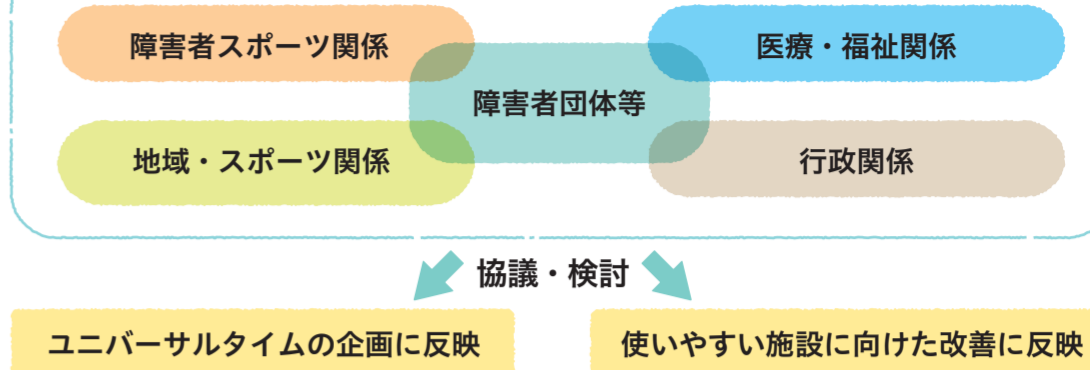 障害者スポーツ関係
医療・福祉関係
障害者団体等
地域・スポーツ関係
行政関係
協議・検討
ユニバーサルタイムの企画に反映
使いやすい施設に向けた改善に反映